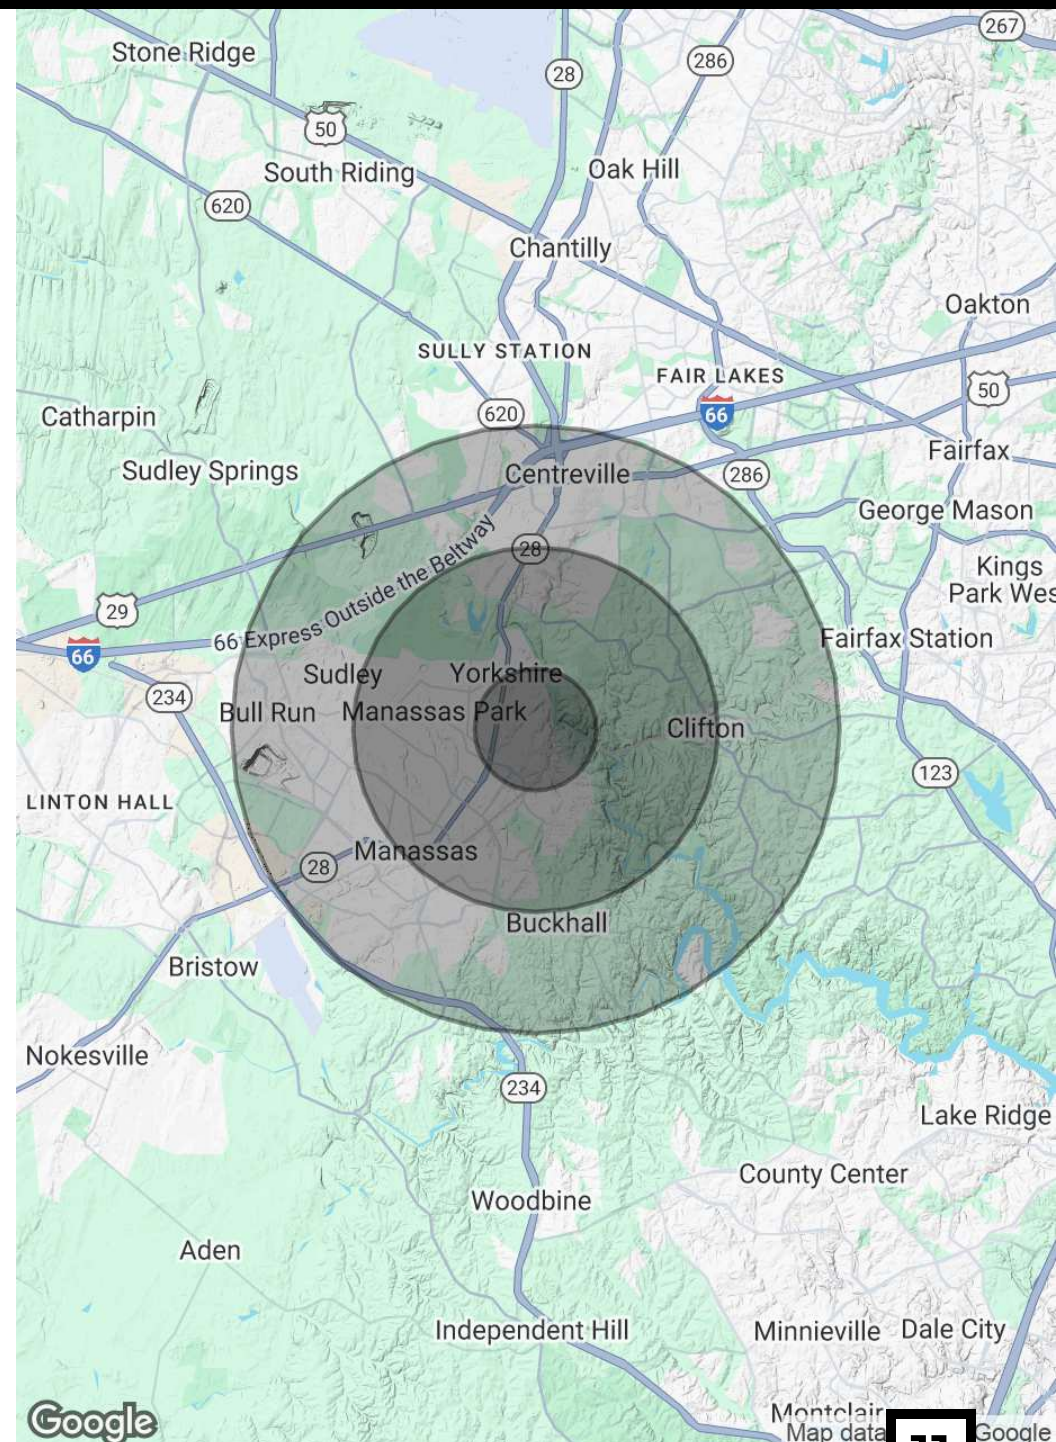 267
Stone Ridge
286
28
50
Oak Hill
South Riding
620
Chantilly
Oakton
SULLY STATION
FAIR LAKES
50
66
620
Catharpin
Fairfax
Sudley Springs
Centreville
286
George Mason
28
Kings
Park Wes
66 Express Outside the Beltway
29
Fairfax Station
66
Sudley
Yorkshire
234
Bull Run
Manassas Park
Clifton
123
LINTON HALL
Manassas
28
Buckhall
Bristow
Nokesville
234
Lake Ridge
County Center
Woodbine
Aden
Independent Hill
Minnieville
Dale City
Montclair
Google
Map data
Google